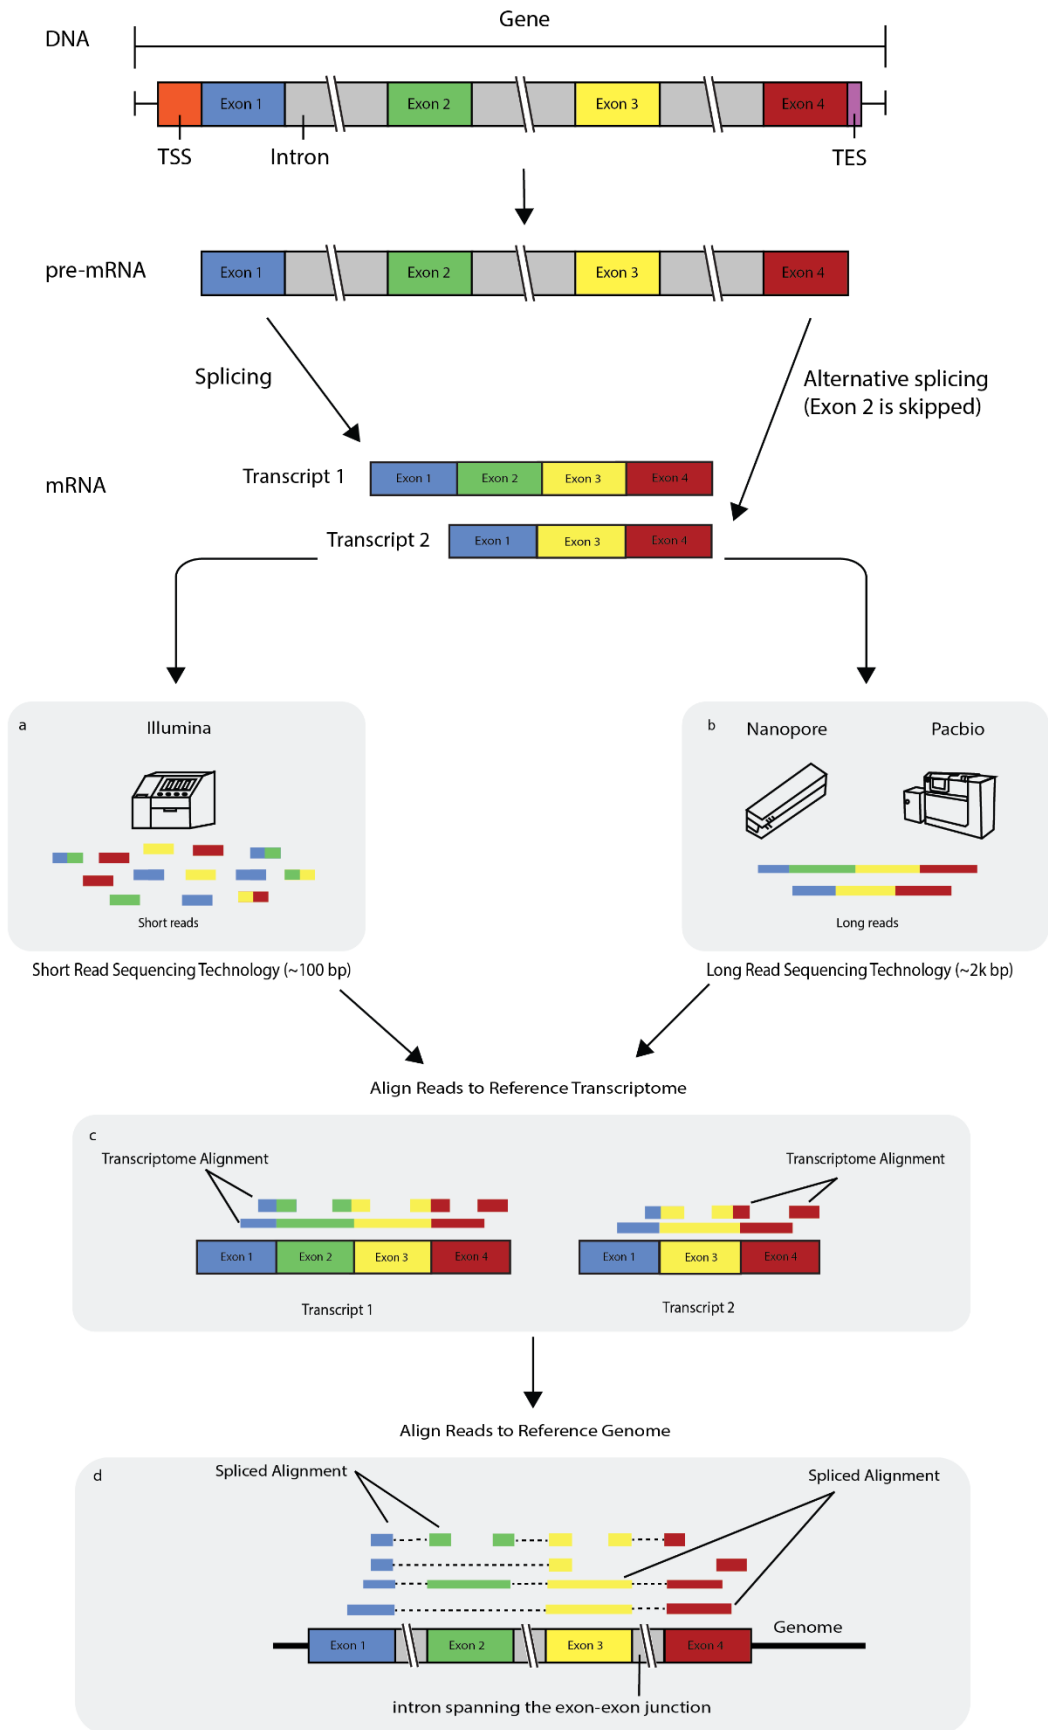 Gene
DNA
Exon 1
Exon 2
Exon 3
Exon 4
TSS
Intron
TES
pre-mRNA
Exon 1
Exon 2
Exon 3
Exon 4
Splicing
Alternative splicing
(Exon 2 is skipped)
mRNA
Transcript 1
Exon 1
Exon 2
Exon 3
Exon 4
Transcript 2
Exon 1
Exon 3
Exon 4
a
Illumina
Short reads
Short Read Sequencing Technology (~100 bp)
b
Nanopore
Pacbio
Long reads
Long Read Sequencing Technology (~2k bp)
Align Reads to Reference Transcriptome
c
Transcriptome Alignment
Transcriptome Alignment
Exon 1
Exon 2
Exon 3
Exon 4
Exon 1
Exon 3
Exon 4
Transcript 1
Transcript 2
Align Reads to Reference Genome
d
Spliced Alignment
Spliced Alignment
Genome
Exon 1
Exon 2
Exon 3
Exon 4
intron spanning the exon-exon junction